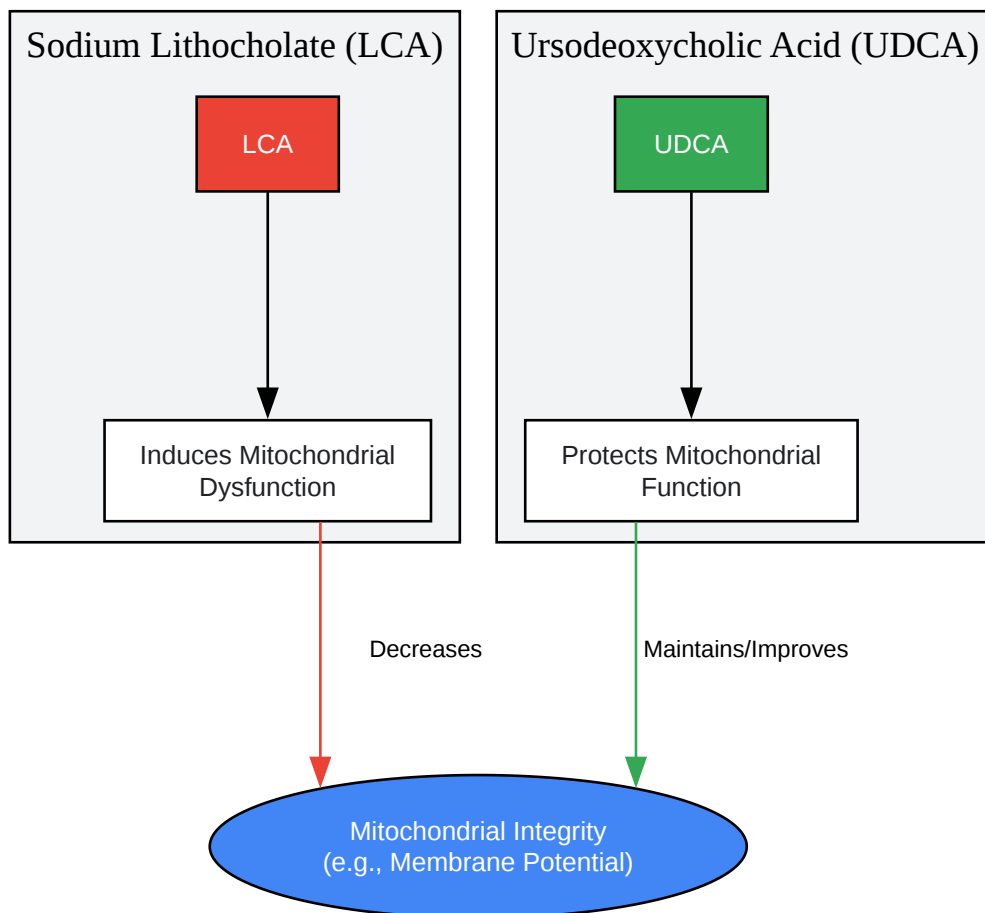 Sodium Lithocholate (LCA)
LCA
Induces Mitochondrial
Dysfunction
Ursodeoxycholic Acid (UDCA)
UDCA
Protects Mitochondrial
Function
Decreases
Maintains/Improves
Mitochondrial Integrity
(e.g., Membrane Potential)